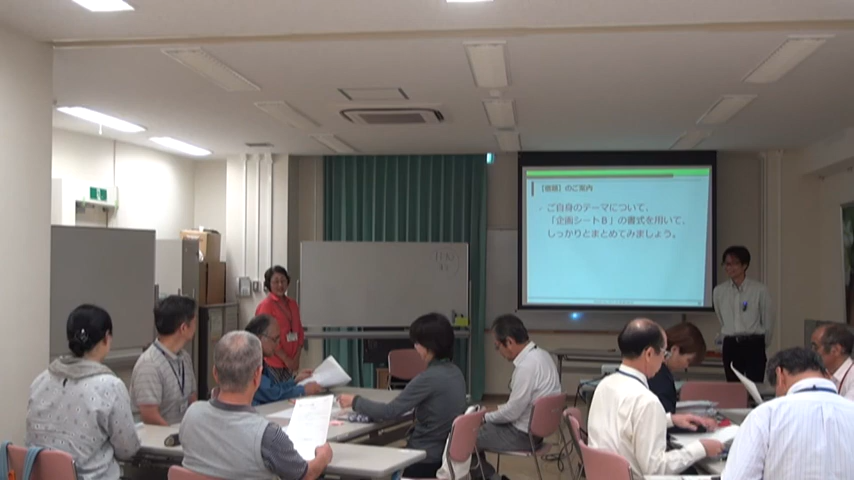 【宿題】のご案内
ご自身のテーマについて、
「企画シートB」の書式を用いて、
しっかりとまとめてみましょう。